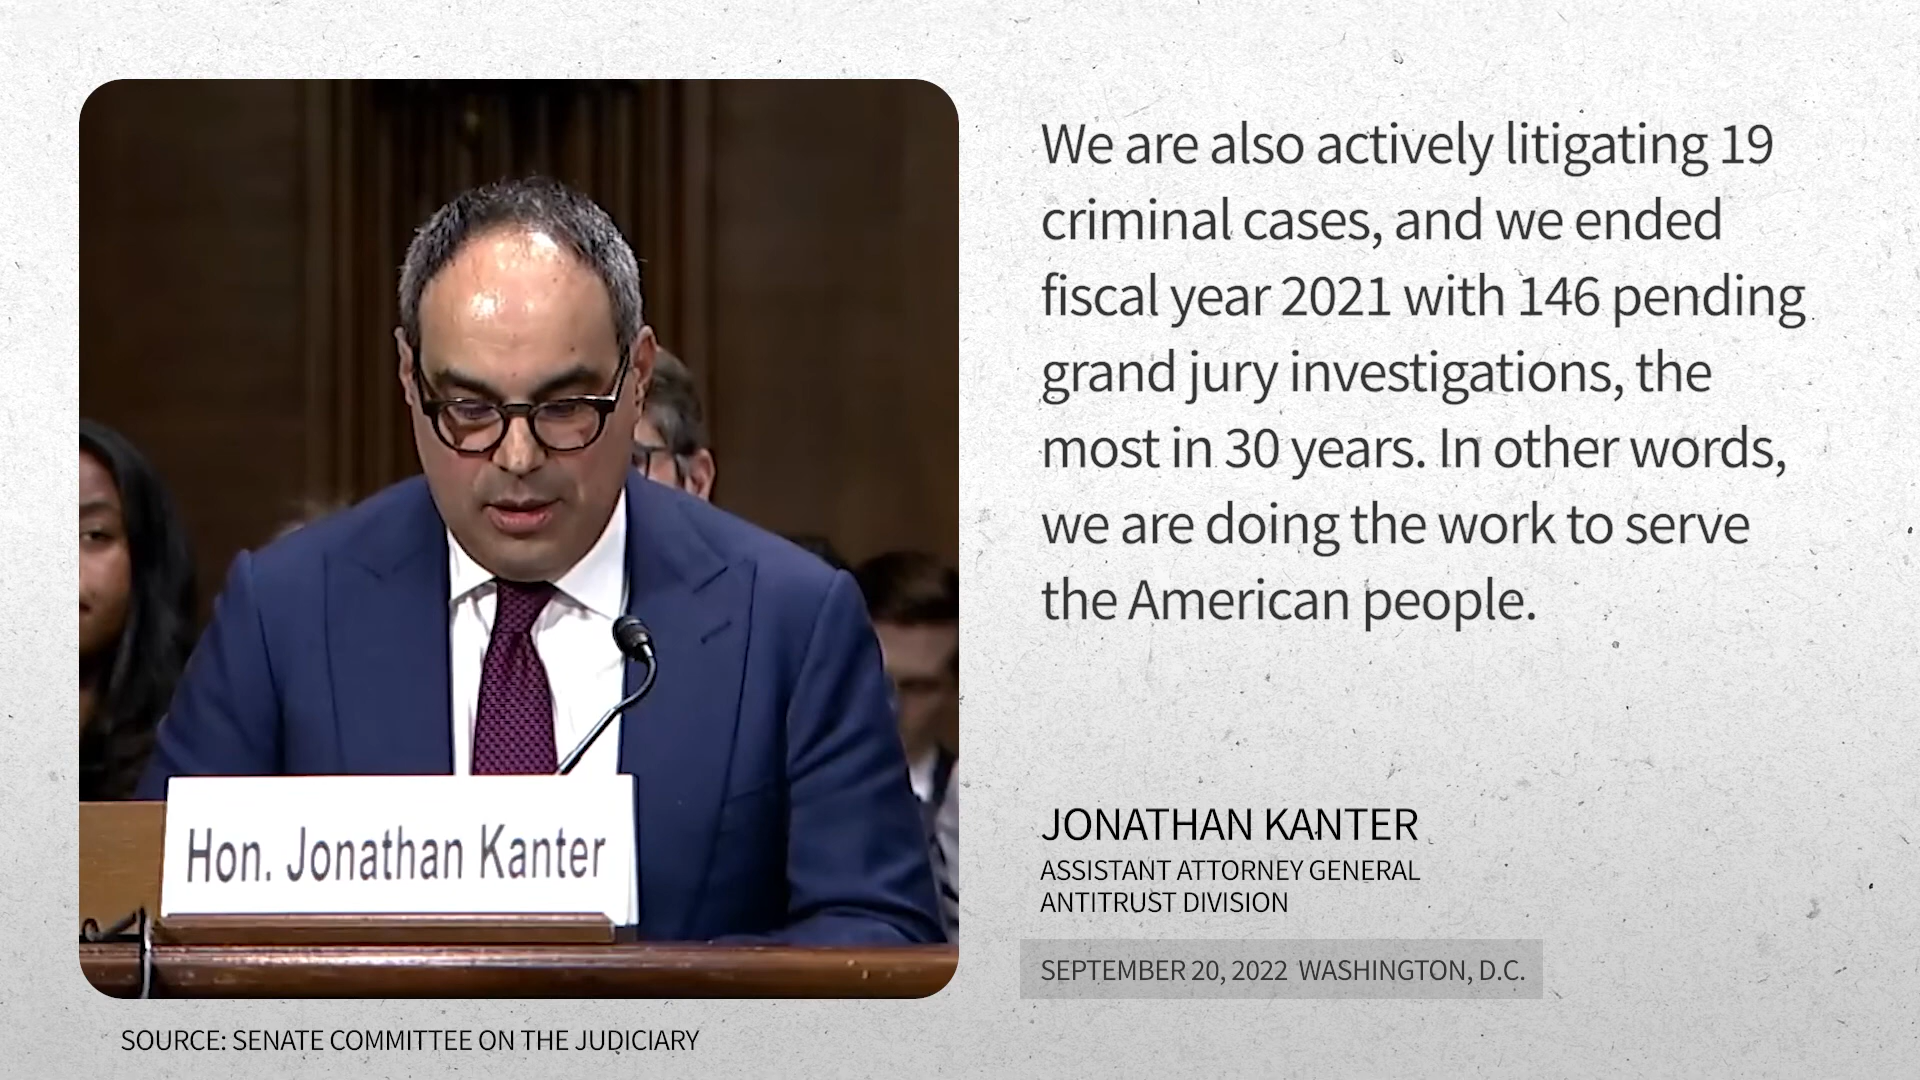 We are also actively litigating 19
criminal cases, and we ended
fiscal year 2021 with 146 pending
grand jury investigations, the
most in 30 years. In other words,
we are doing the work to serve
the American people.
Hon. Jonathan Kanter
JONATHAN KANTER
ASSISTANT ATTORNEY GENERAL
ANTITRUST DIVISION
SEPTEMBER 20, 2022 WASHINGTON, D.C.
SOURCE: SENATE COMMITTEE ON THE JUDICIARY